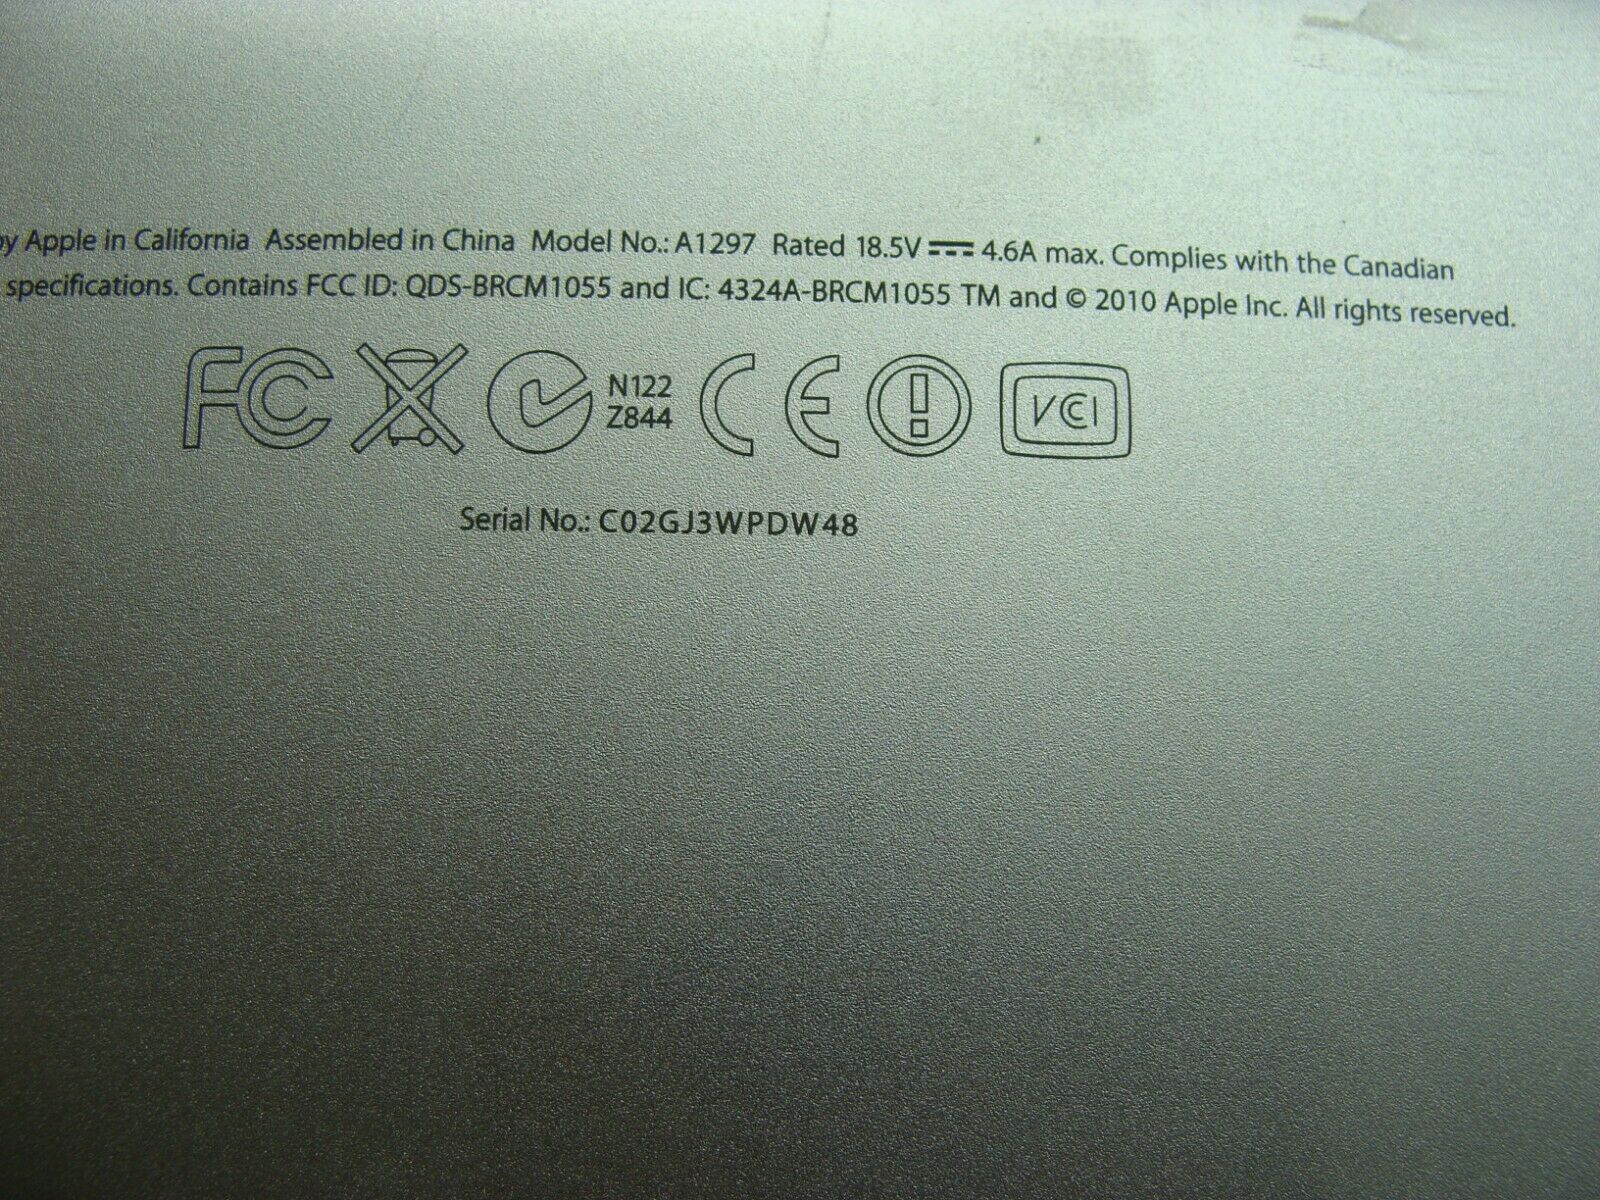 by Apple in California Assembled in China Model No.: A1297 Rated 18.5V ⎓ 4.6A max. Complies with the Canadian
specifications. Contains FCC ID: QDS-BRCM1055 and IC: 4324A-BRCM1055 TM and © 2010 Apple Inc. All rights reserved.
FC N122 CE ! VCI
Z844
Serial No.: C02GJ3WPDW48